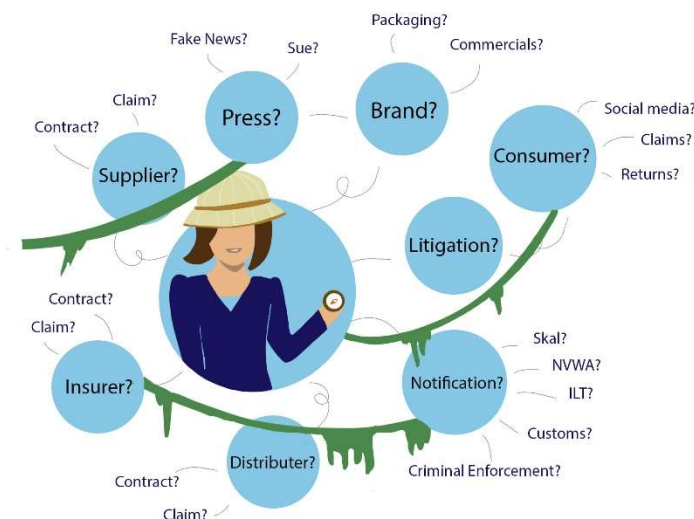 Packaging?
Fake News?
Sue?
Commercials?
Claim?
Press?
Brand?
Social media?
Contract?
Consumer?
Claims?
Supplier?
Returns?
Litigation?
Contract?
Claim?
Skal?
NVWA?
Insurer?
Notification?
ILT?
Customs?
Distributer?
Contract?
Criminal Enforcement?
Claim?